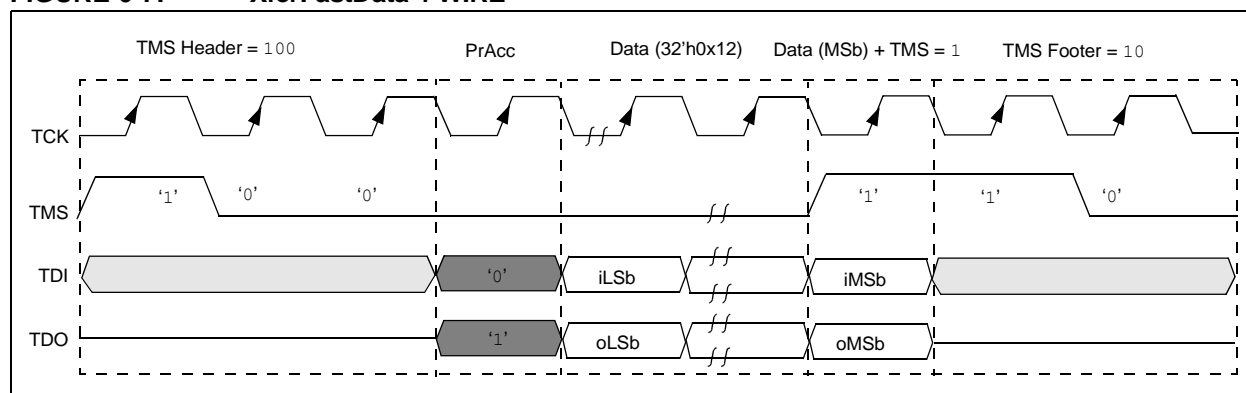 TMS Header = 100 PrAcc Data (32'h0x12) Data (MSb) + TMS = 1 TMS Footer = 10
TCK
TMS ‘1’ ‘0’ ‘0’ ‘1’ ‘1’ ‘0’
TDI ‘0’ iLSb iMSb
TDO ‘1’ oLSb oMSb